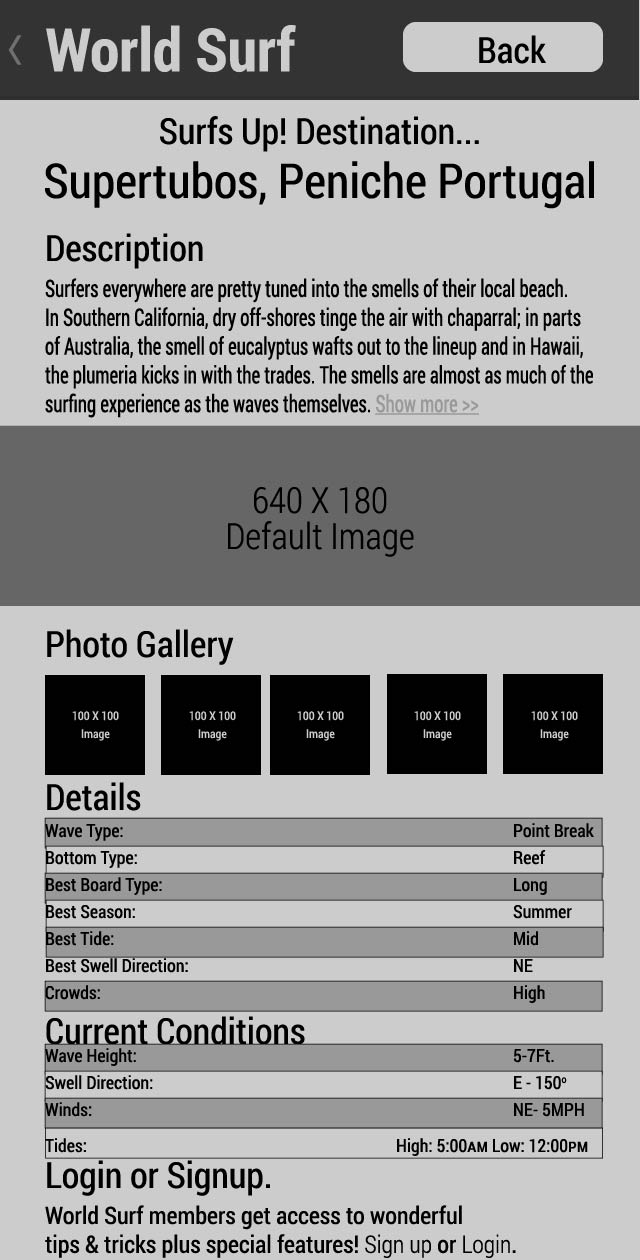 World Surf
Back
Surfs Up! Destination...
Supertubos, Peniche Portugal
Description
Surfers everywhere are pretty tuned into the smells of their local beach.
In Southern California, dry off-shores tinge the air with chaparral; in parts
of Australia, the smell of eucalyptus wafts out to the lineup and in Hawaii,
the plumeria kicks in with the trades. The smells are almost as much of the
surfing experience as the waves themselves. Show more >>
640 X 180
Default Image
Photo Gallery
100 X 100 100 X 100 100 X 100 100 X 100 100 X 100
Image Image Image Image Image
Details
Wave Type: Point Break
Bottom Type: Reef
Best Board Type: Long
Best Season: Summer
Best Tide: Mid
Best Swell Direction: NE
Crowds: High
Current Conditions
Wave Height: 5-7Ft.
Swell Direction: E - 150º
Winds: NE- 5MPH
Tides: High: 5:00AM Low: 12:00PM
Login or Signup.
World Surf members get access to wonderful
tips & tricks plus special features! Sign up or Login.